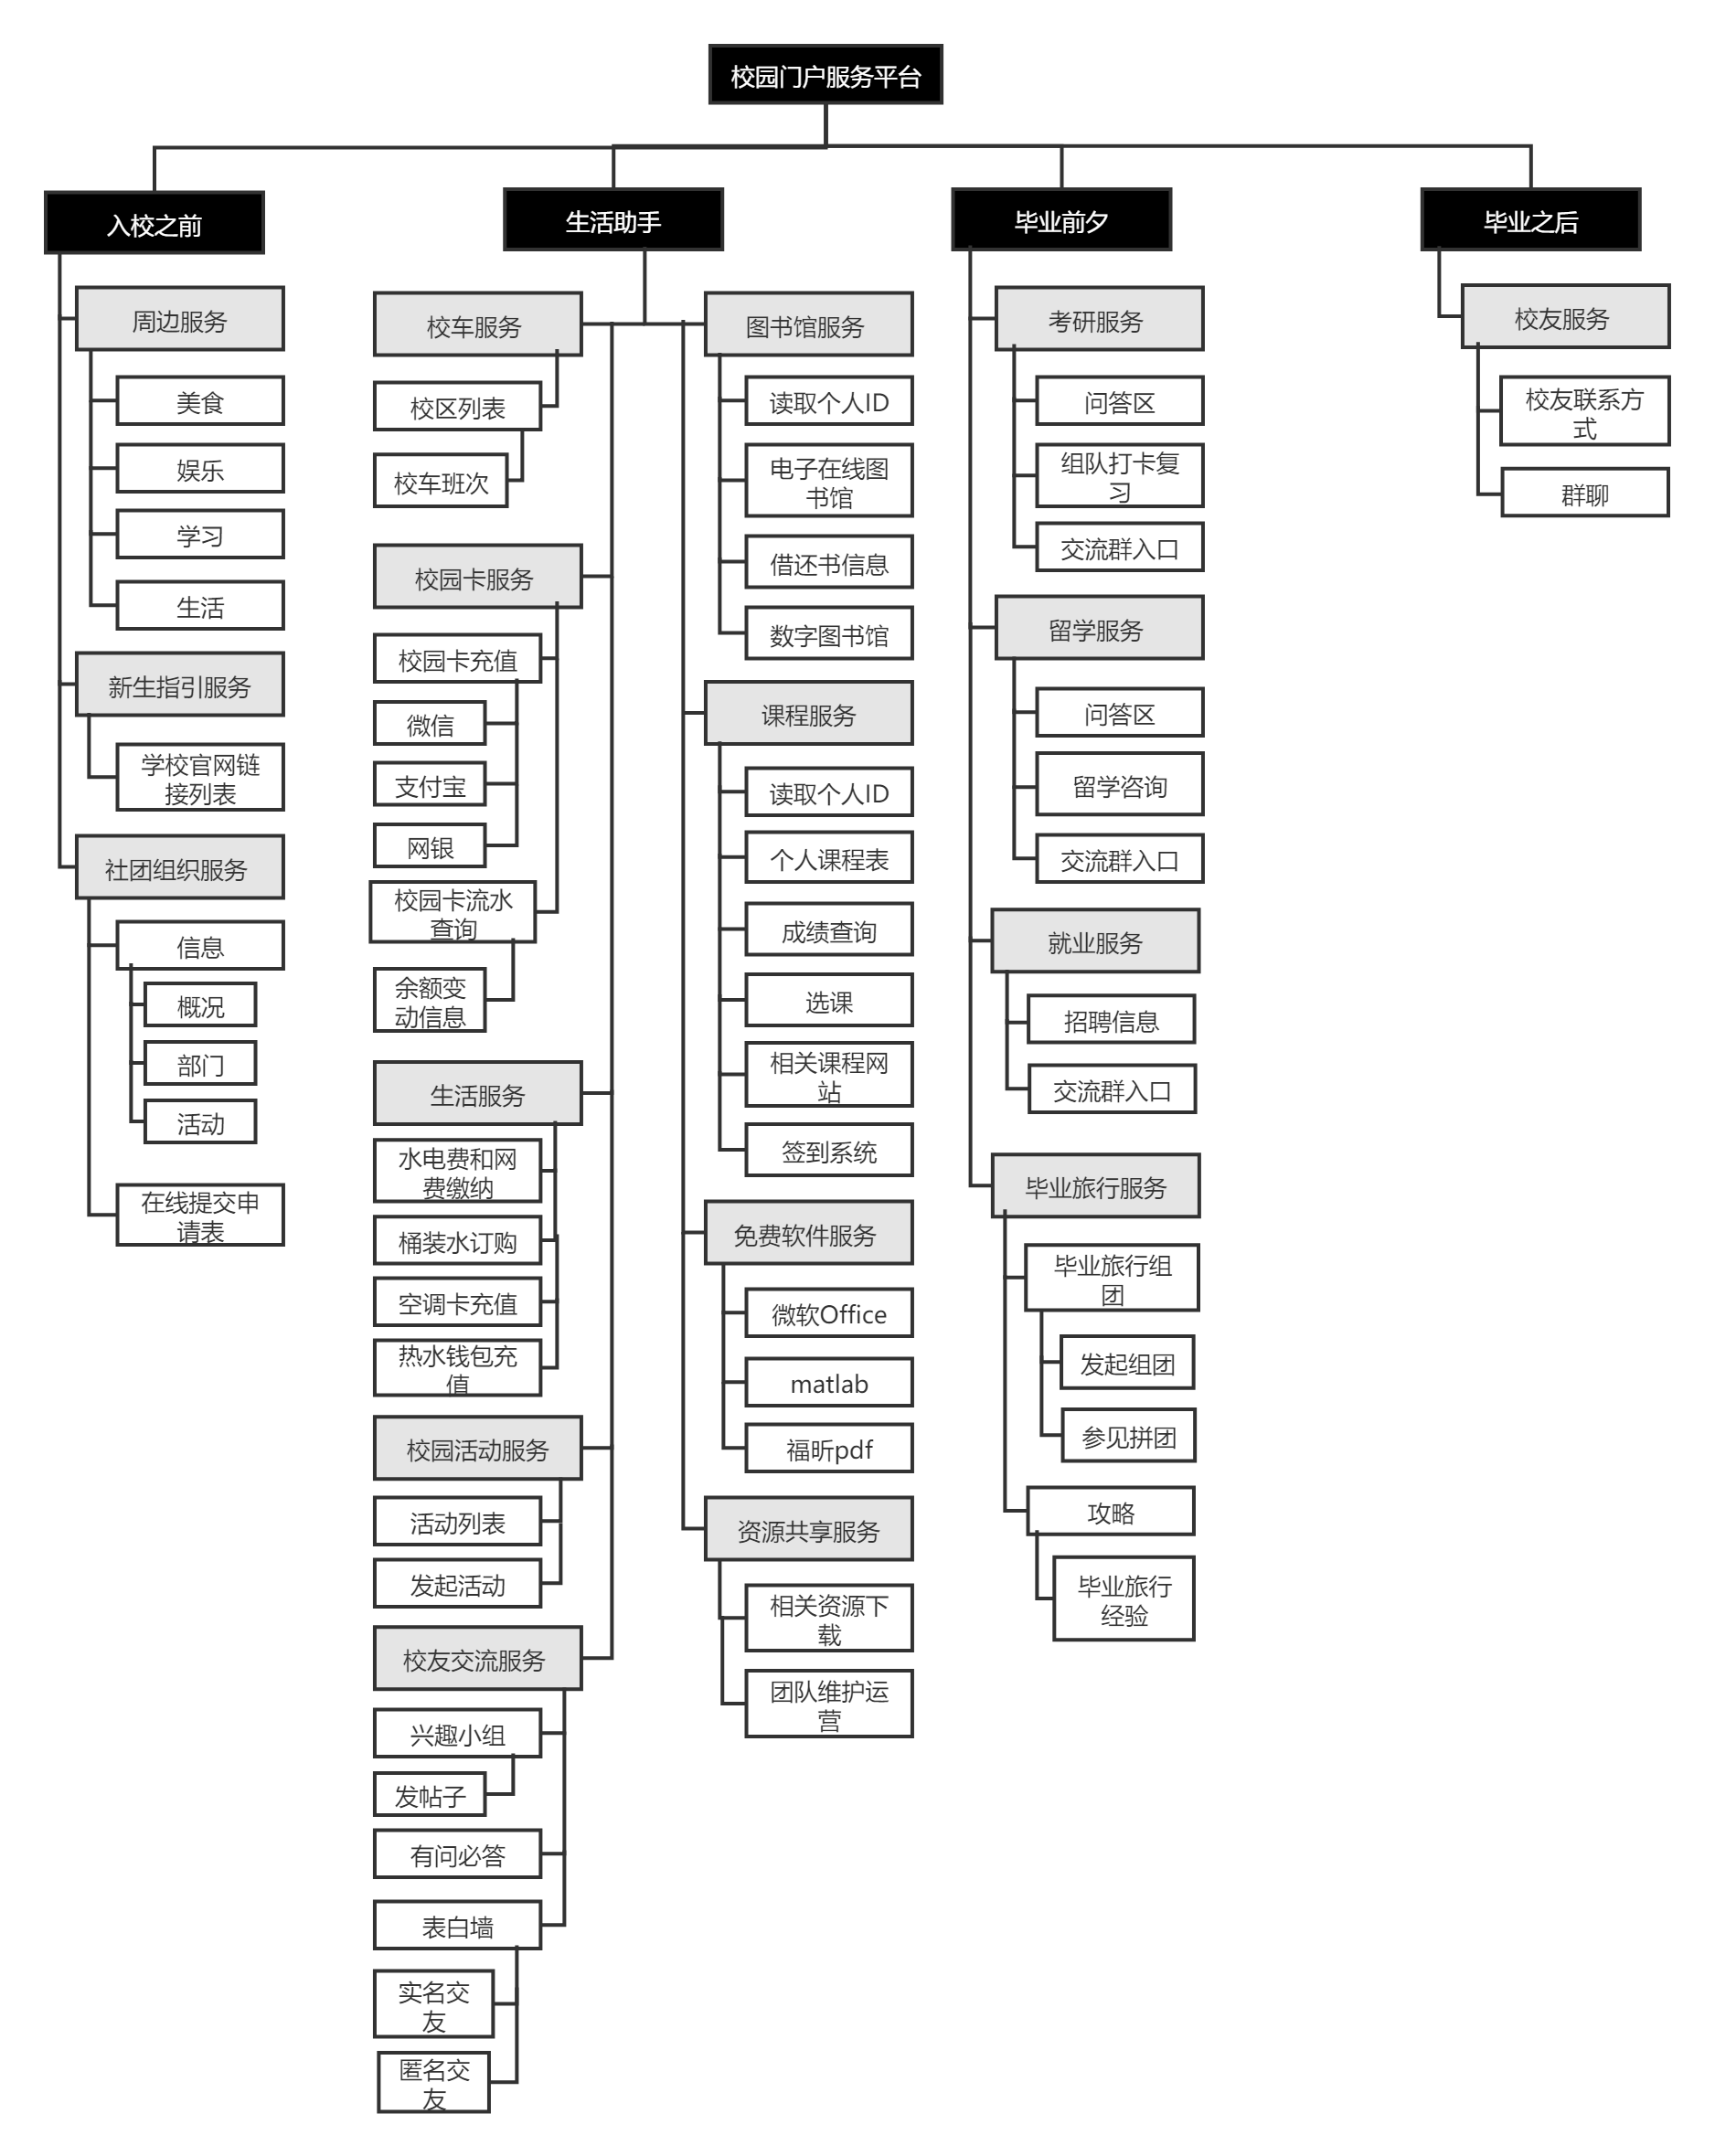 校园门户服务平台
入校之前
周边服务
美食
娱乐
学习
生活
新生指引服务
学校官网链
接列表
社团组织服务
信息
概况
部门
活动
在线提交申
请表
生活助手
校车服务
校区列表
校车班次
校园卡服务
校园卡充值
微信
支付宝
网银
校园卡流水
查询
余额变
动信息
生活服务
水电费和网
费缴纳
桶装水订购
空调卡充值
热水钱包充
值
校园活动服务
活动列表
发起活动
校友交流服务
兴趣小组
发帖子
有问必答
表白墙
实名交
友
匿名交
友
图书馆服务
读取个人ID
电子在线图
书馆
借还书信息
数字图书馆
课程服务
读取个人ID
个人课程表
成绩查询
选课
相关课程网
站
签到系统
免费软件服务
微软Office
matlab
福昕pdf
资源共享服务
相关资源下
载
团队维护运
营
毕业前夕
考研服务
问答区
组队打卡复
习
交流群入口
留学服务
问答区
留学咨询
交流群入口
就业服务
招聘信息
交流群入口
毕业旅行服务
毕业旅行组
团
发起组团
参见拼团
攻略
毕业旅行
经验
毕业之后
校友服务
校友联系方
式
群聊